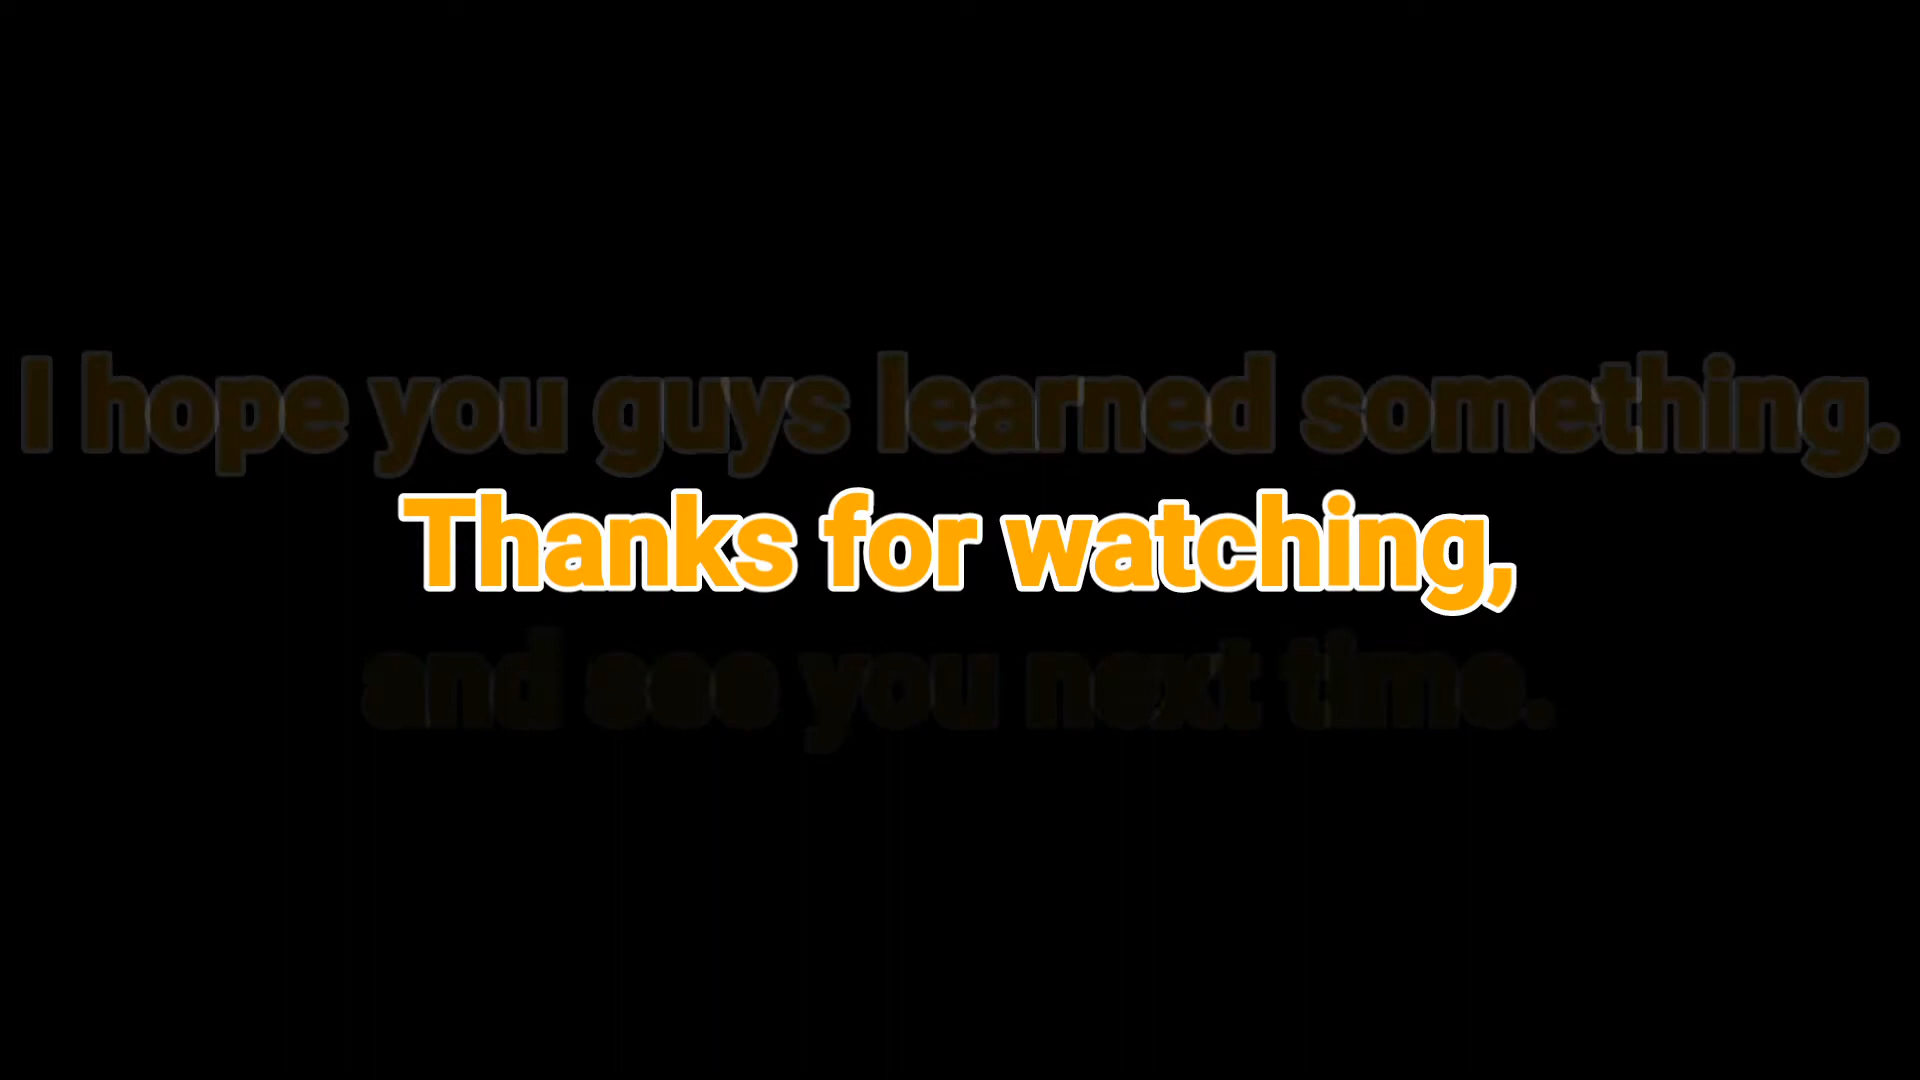 I hope you guys learned something.
Thanks for watching,
and see you next time.